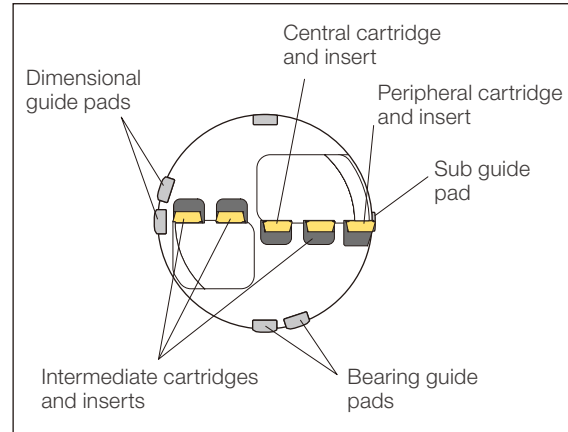 Central cartridge
and insert
Dimensional
guide pads
Peripheral cartridge
and insert
Sub guide
pad
Intermediate cartridges
and inserts
Bearing guide
pads